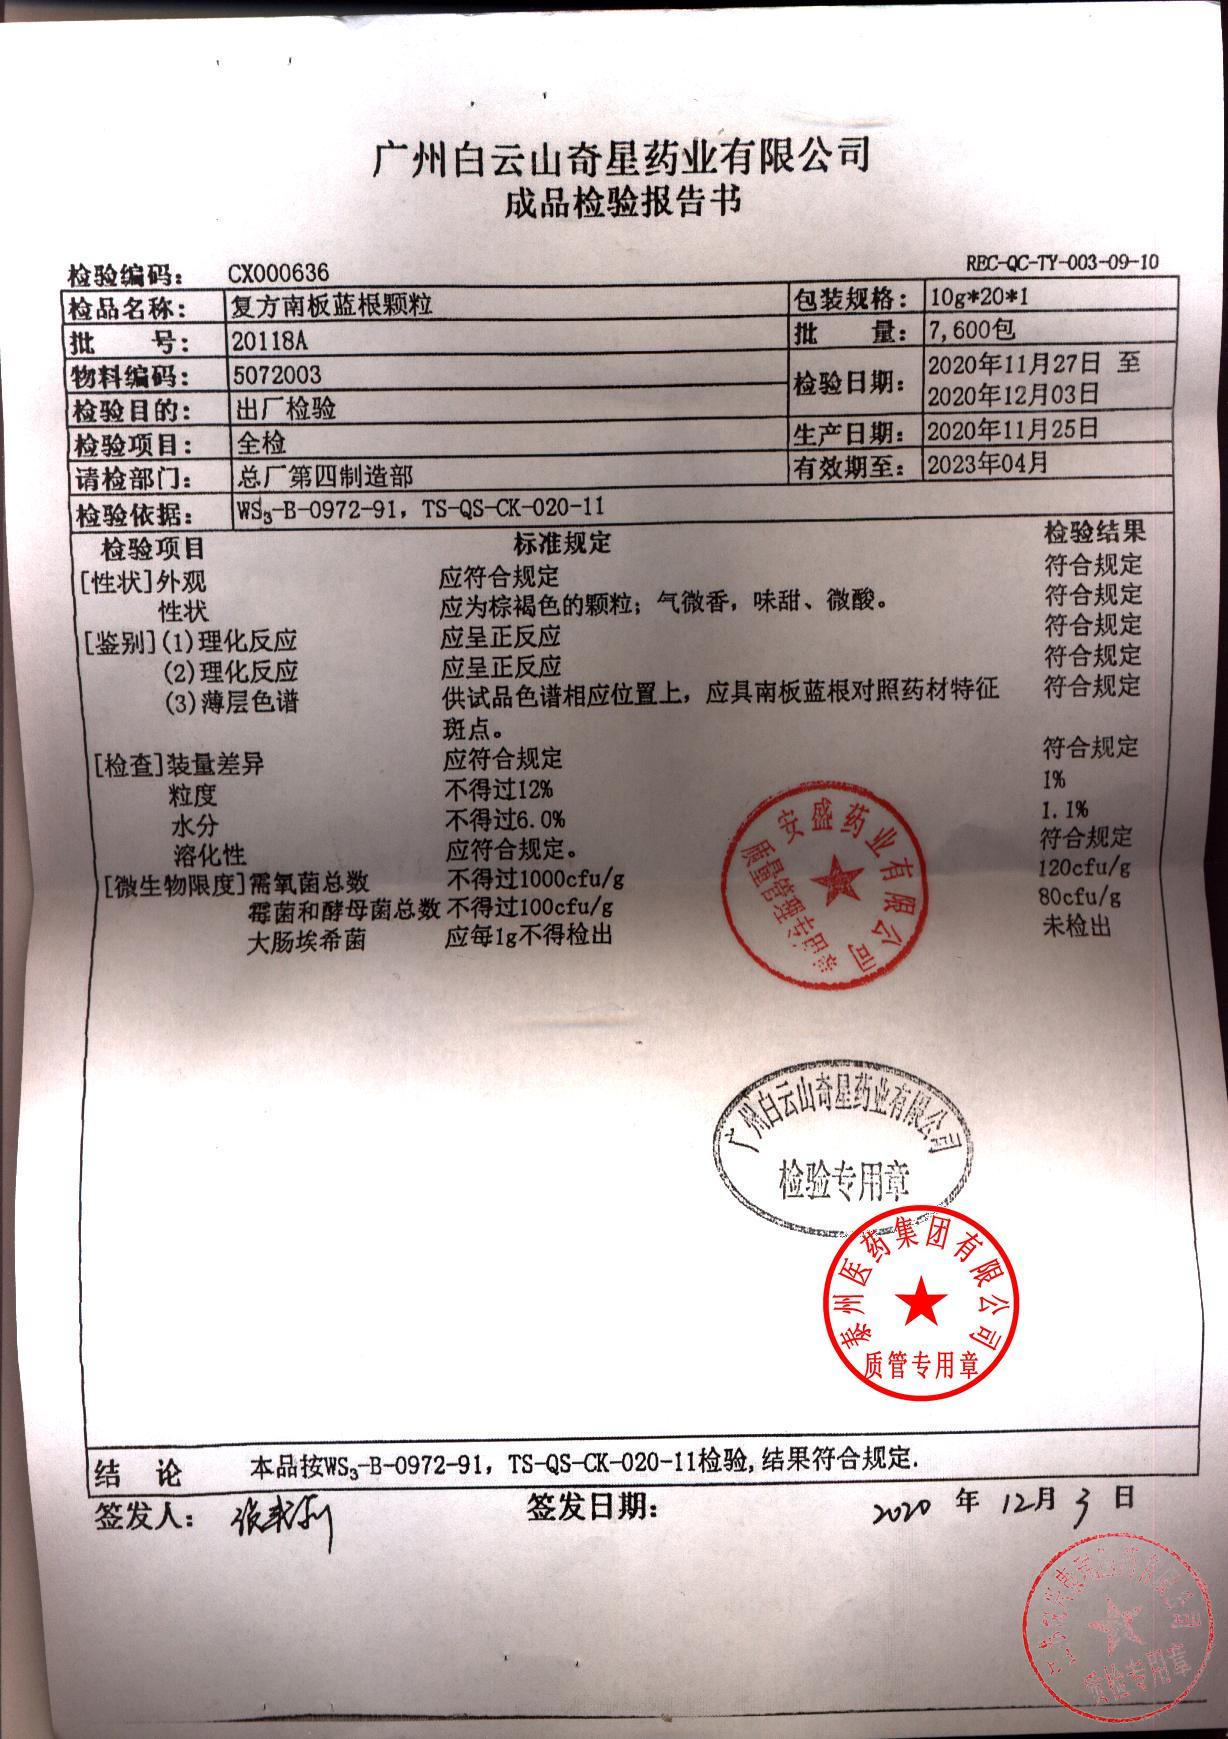 广州白云山奇星药业有限公司
成品检验报告书
REC-QC-TY-003-09-10
检验编码： CX000636
检品名称： 复方南板蓝根颗粒 包装规格： 10g*20*1
批 号： 20118A 批 量： 7,600包
物料编码： 5072003 检验日期： 2020年11月27日 至
2020年12月03日
检验目的： 出厂检验
检验项目： 全检 生产日期： 2020年11月25日
请检部门： 总厂第四制造部 有效期至： 2023年04月
检验依据： WS3-B-0972-91，TS-QS-CK-020-11
检验项目 标准规定 检验结果
[性状]外观 应符合规定 符合规定
性状 应为棕褐色的颗粒；气微香，味甜、微酸。 符合规定
[鉴别](1)理化反应 应呈正反应 符合规定
(2)理化反应 应呈正反应 符合规定
(3)薄层色谱 供试品色谱相应位置上，应具南板蓝根对照药材特征 符合规定
斑点。
[检查]装量差异 应符合规定 符合规定
粒度 不得过12% 1%
水分 不得过6.0% 1.1%
溶化性 应符合规定。 符合规定
[微生物限度]需氧菌总数 不得过1000cfu/g 120cfu/g
霉菌和酵母菌总数 不得过100cfu/g 80cfu/g
大肠埃希菌 应每1g不得检出 未检出
安盛药业有限公司
质量管理专用章
广州白云山奇星药业有限公司
检验专用章
泰州医药集团有限公司
质管专用章
结 论 本品按WS3-B-0972-91，TS-QS-CK-020-11检验,结果符合规定.
签发人： 签发日期： 2020 年 12月 3 日
质检专用章